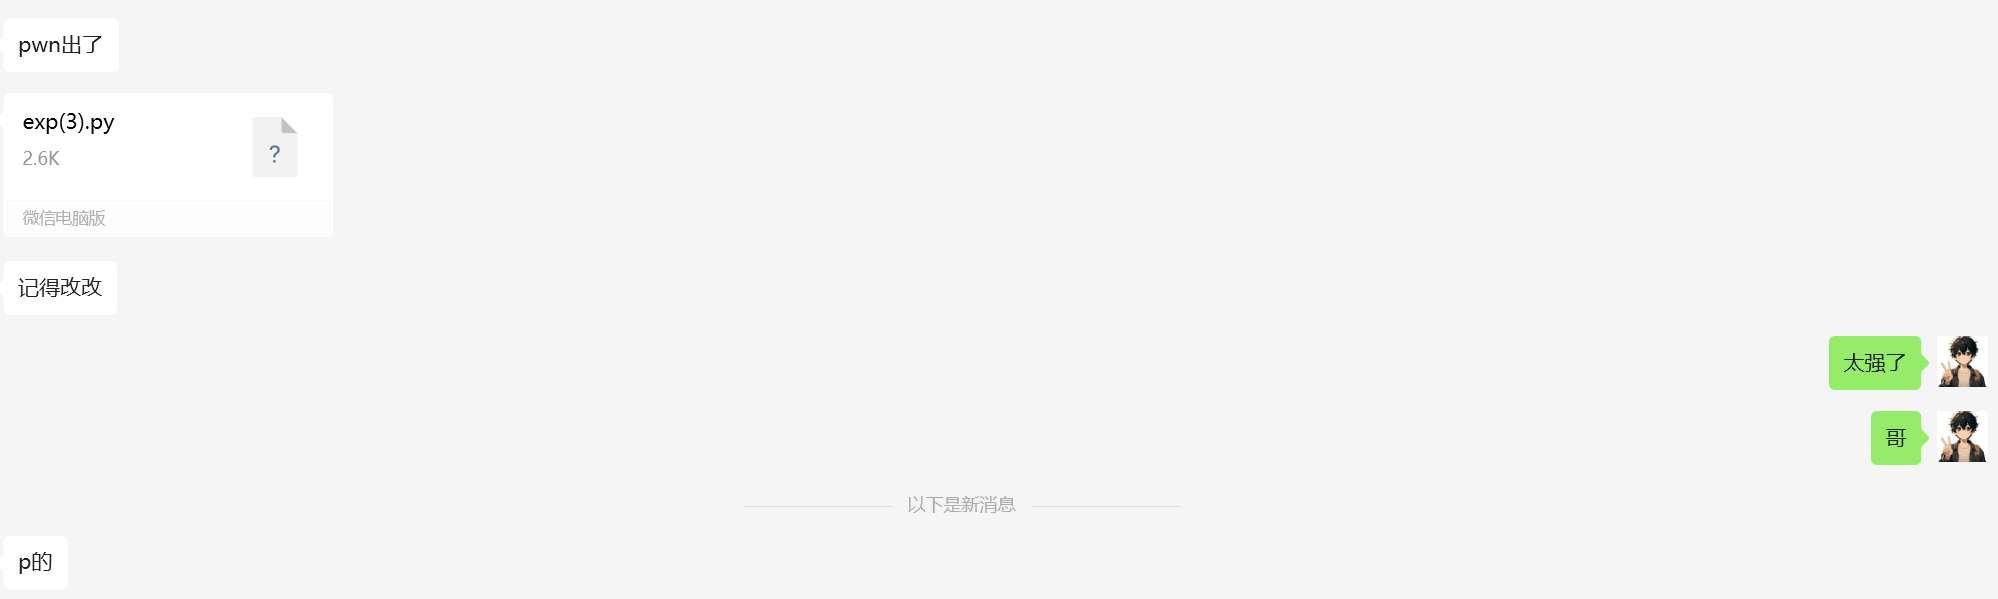 pwn出了
exp(3).py
2.6K
?
微信电脑版
记得改改
太强了
哥
以下是新消息
p的